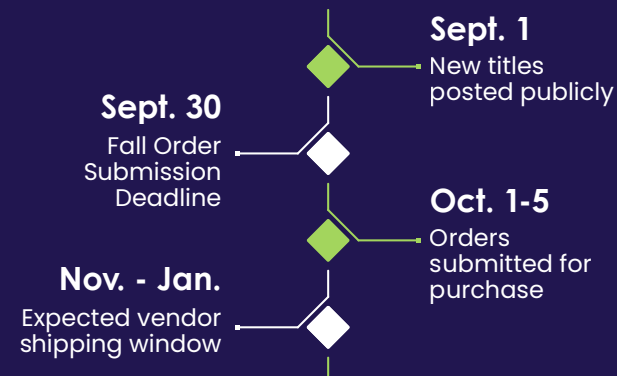 Sept. 1
New titles
posted publicly
Sept. 30
Fall Order
Submission
Deadline
Oct. 1-5
Orders
submitted for
purchase
Nov. - Jan.
Expected vendor
shipping window